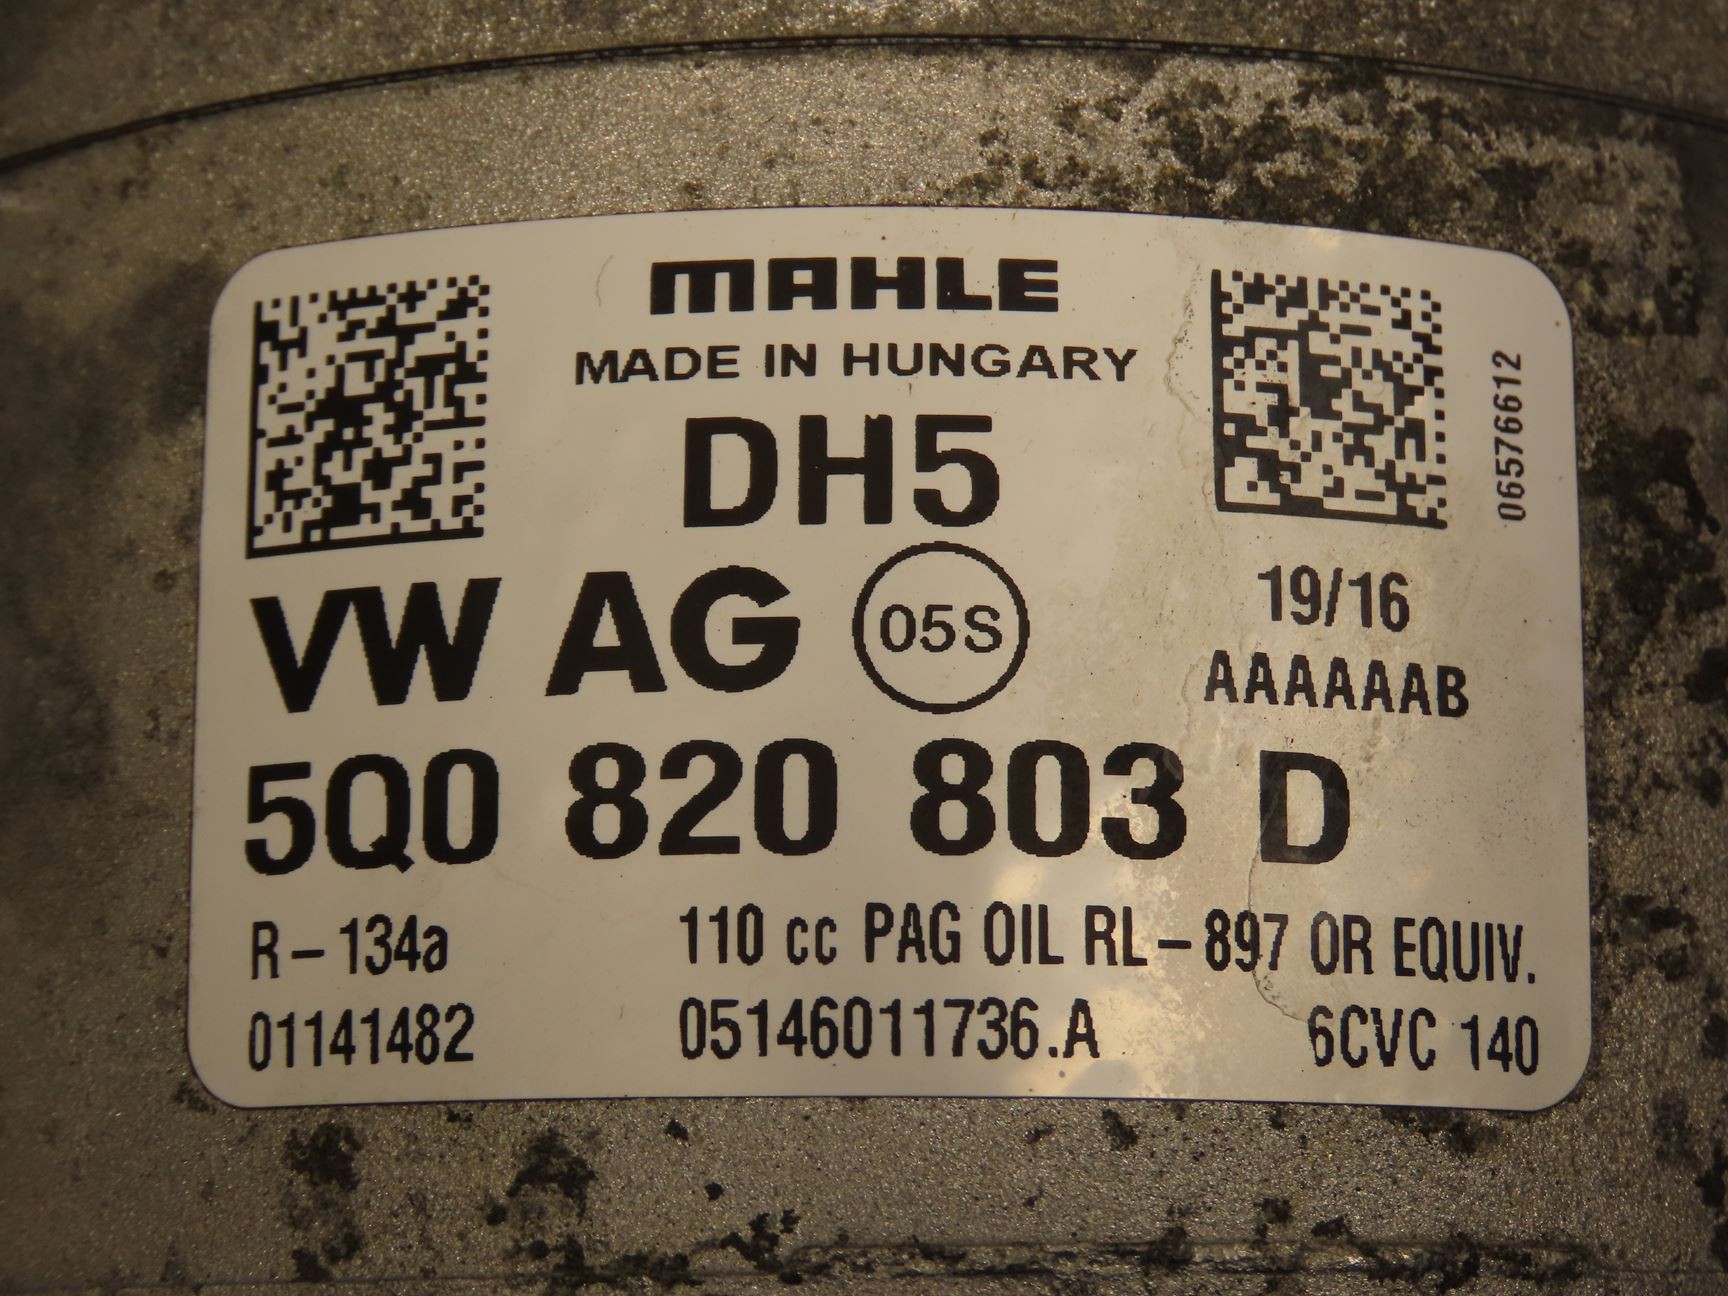 MAHLE
MADE IN HUNGARY
DH5
06576612
VW AG 05S
19/16
AAAAAAB
5Q0 820 803 D
R-134a 110 cc PAG OIL RL-897 OR EQUIV.
01141482 05146011736.A 6CVC 140